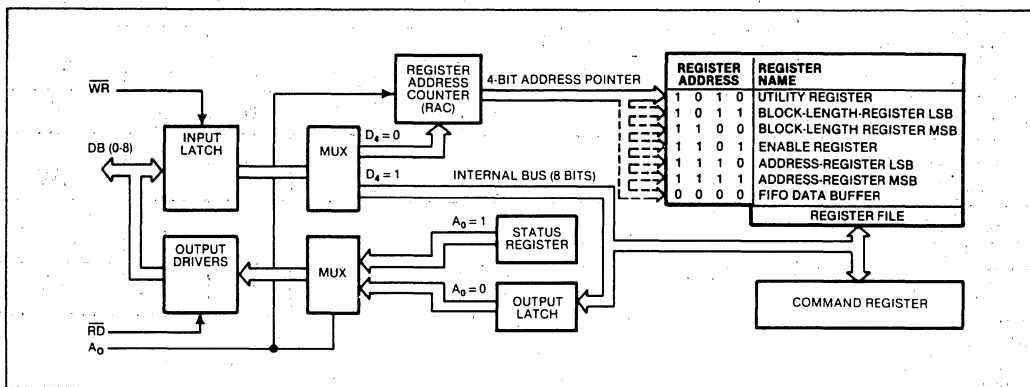 WR
DB (0-8)
INPUT
LATCH
MUX
D4 = 0
D4 = 1
REGISTER
ADDRESS
COUNTER
(RAC)
4-BIT ADDRESS POINTER
INTERNAL BUS (8 BITS)
REGISTER
ADDRESS
REGISTER
NAME
1 0 1 0 UTILITY REGISTER
1 0 1 1 BLOCK-LENGTH-REGISTER LSB
1 1 0 0 BLOCK-LENGTH REGISTER MSB
1 1 0 1 ENABLE REGISTER
1 1 1 0 ADDRESS-REGISTER LSB
1 1 1 1 ADDRESS-REGISTER MSB
0 0 0 0 FIFO DATA BUFFER
REGISTER FILE
OUTPUT
DRIVERS
MUX
A0 = 1
STATUS
REGISTER
A0 = 0
OUTPUT
LATCH
COMMAND REGISTER
RD
A0